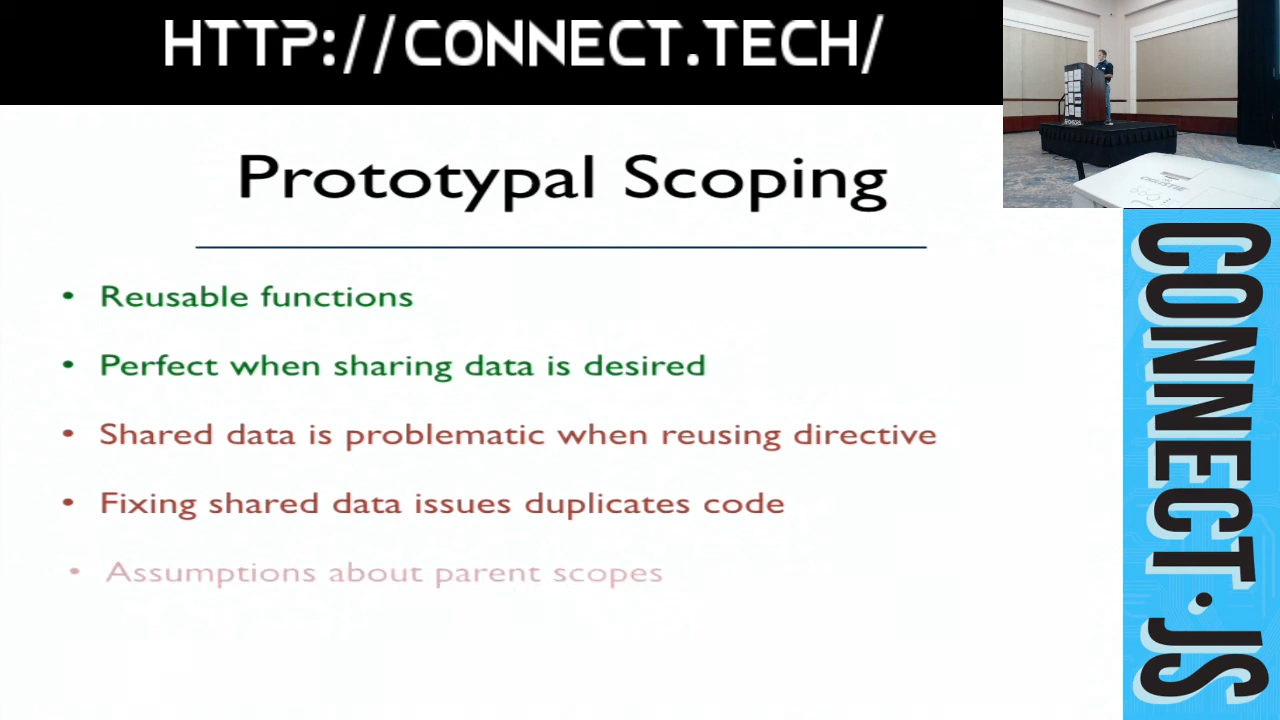 HTTP://CONNECT.TECH/
Prototypal Scoping
• Reusable functions
• Perfect when sharing data is desired
• Shared data is problematic when reusing directive
• Fixing shared data issues duplicates code
• Assumptions about parent scopes
CHRISTIE
CONNECT.JS